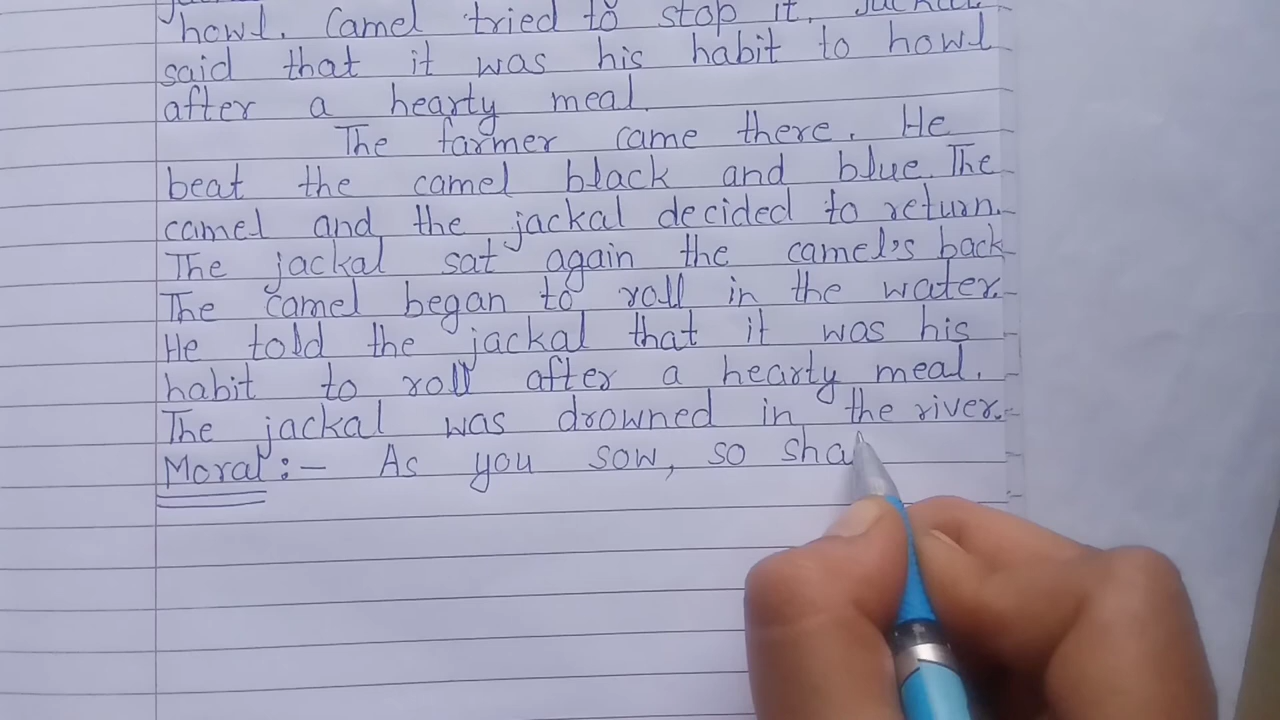 howl. Camel tried to stop it. Jackal
said that it was his habit to howl
after a hearty meal.
The farmer came there. He
beat the camel black and blue. The
camel and the jackal decided to return.
The jackal sat again the camel's back
The camel began to roll in the water.
He told the jackal that it was his
habit to roll after a hearty meal.
The jackal was drowned in the river.
Moral :- As you sow, so sha